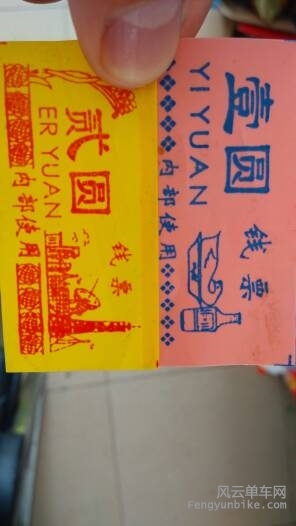 贰圆
ER YUAN
内部使用
钱票
壹圆
YI YUAN
内部使用
钱票
风云单车网
Fengyunbike.com